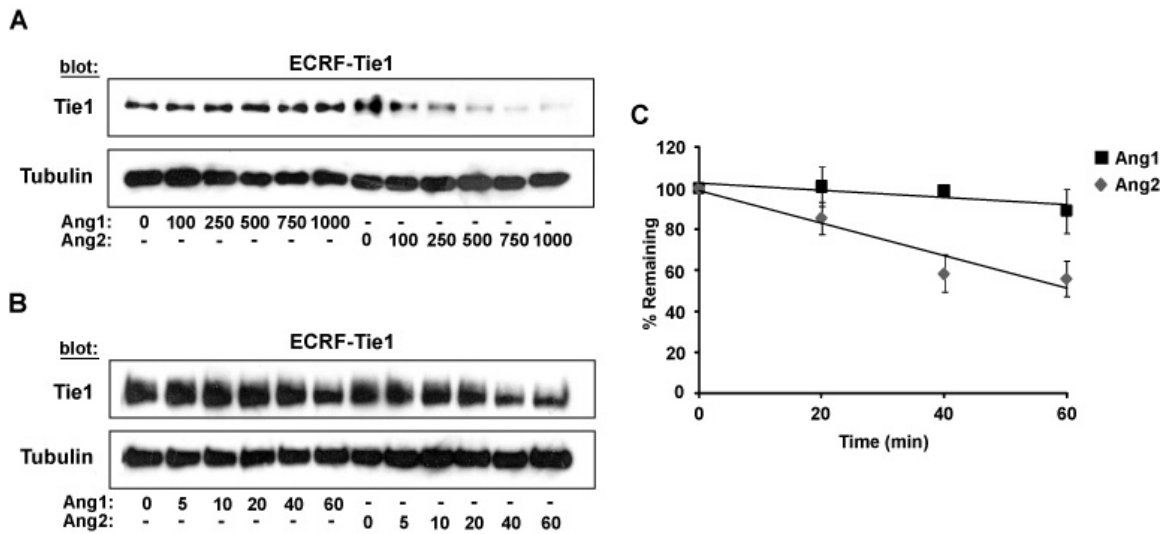 A
ECRF-Tie1
blot:
Tie1
Tubulin
Ang1: 0 100 250 500 750 1000 - - - - - -
Ang2: - - - - - - 0 100 250 500 750 1000
B
ECRF-Tie1
blot:
Tie1
Tubulin
Ang1: 0 5 10 20 40 60 - - - - - -
Ang2: - - - - - - 0 5 10 20 40 60
C
Ang1
Ang2
% Remaining
120
100
80
60
40
20
0
0 20 40 60
Time (min)